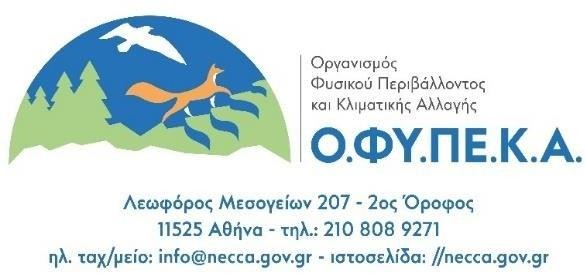 Οργανισμός
Φυσικού Περιβάλλοντος
και Κλιματικής Αλλαγής
Ο.ΦΥ.ΠΕ.Κ.Α.
Λεωφόρος Μεσογείων 207 - 2ος Όροφος
11525 Αθήνα - τηλ.: 210 808 9271
ηλ. ταχ/μείο: info@necca.gov.gr - ιστοσελίδα: //necca.gov.gr